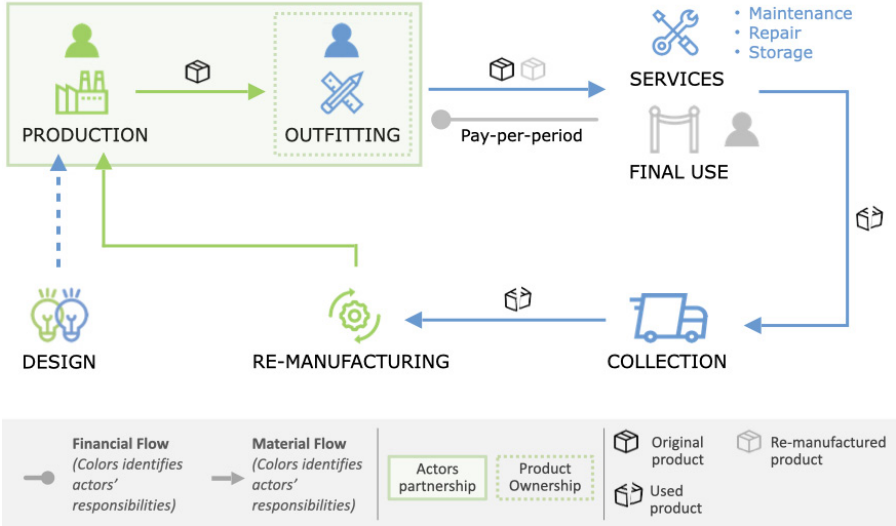 • Maintenance
• Repair
• Storage
SERVICES
PRODUCTION
OUTFITTING
Pay-per-period
FINAL USE
DESIGN
RE-MANUFACTURING
COLLECTION
Financial Flow
(Colors identifies
actors’
responsibilities)
Material Flow
(Colors identifies
actors’
responsibilities)
Actors
partnership
Product
Ownership
Original
product
Re-manufactured
product
Used
product